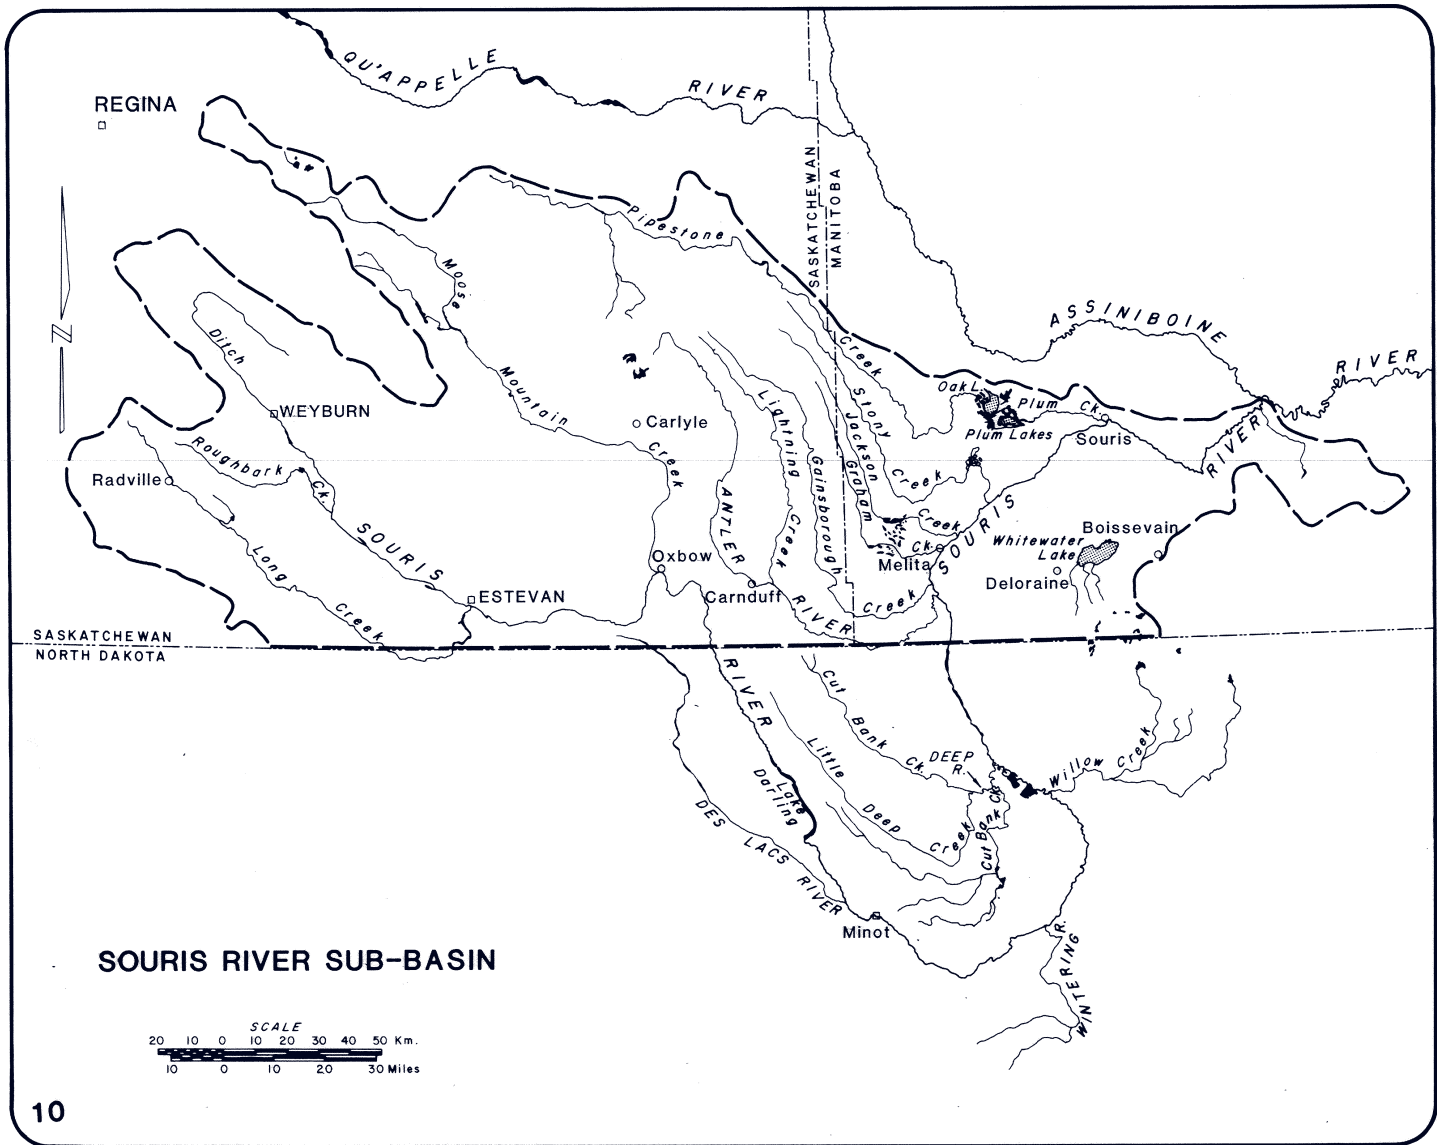 QU'APPELLE
RIVER
REGINA
SASKATCHEWAN
MANITOBA
Pipestone
Moose
N
ASSINIBOINE
RIVER
Ditch
Creek
Oak L.
Plum Ck.
Mountain
Lightning
Stony
WEYBURN
Carlyle
Jackson
Plum Lakes
Souris
RIVER
Roughbark
Creek
Gainsborough
Graham
Creek
Radville
Ck.
ANTLER
Creek
SOURIS
Creek
SOURIS
Boissevain
Whitewater
Lake
Ck.
Long
Oxbow
Melita
Deloraine
ESTEVAN
Carnduff
RIVER
Creek
Creek
SASKATCHEWAN
NORTH DAKOTA
RIVER
Cut
Bank
Ck.
DEEP
R.
Willow Creek
Little
Lake
Darling
Deep
Creek
Cut Bank Ck.
DES
LACS
RIVER
Minot
WINTERING R.
SOURIS RIVER SUB-BASIN
SCALE
20 10 0 10 20 30 40 50 Km.
10 0 10 20 30 Miles
10